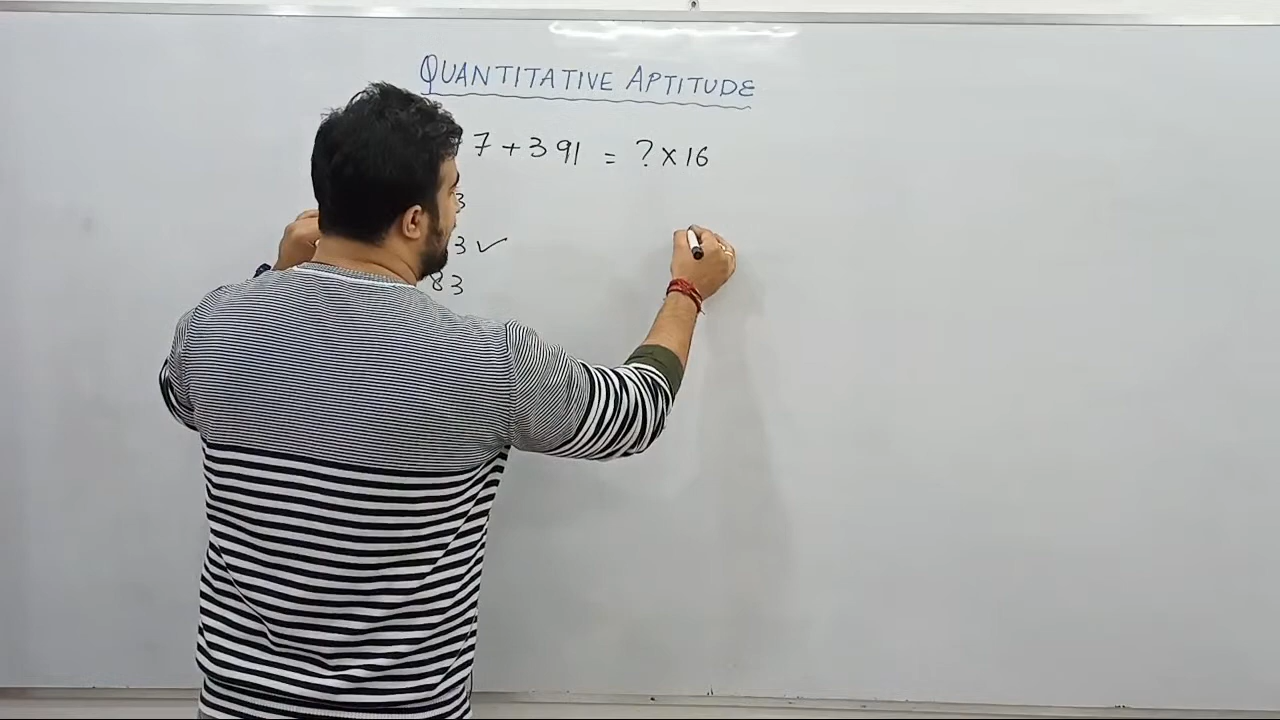 QUANTITATIVE APTITUDE
7 + 391 = ? × 16
3
3 ✓
83